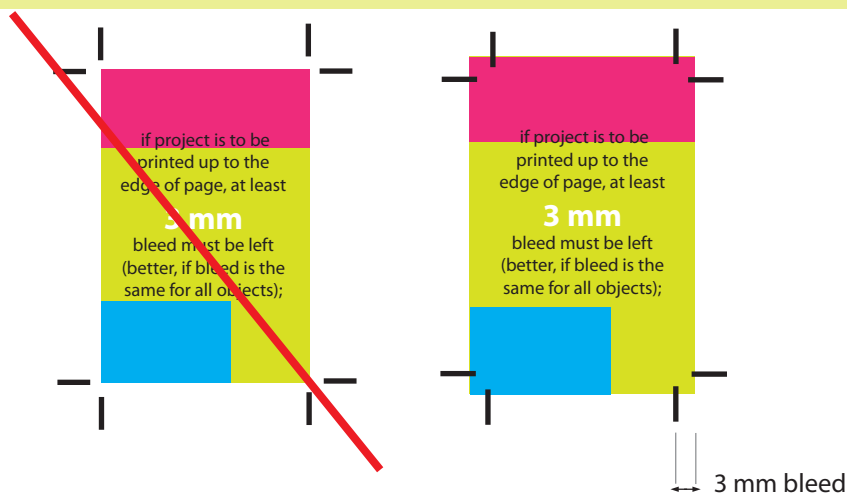 if project is to be
printed up to the
edge of page, at least
3 mm
bleed must be left
(better, if bleed is the
same for all objects);
if project is to be
printed up to the
edge of page, at least
3 mm
bleed must be left
(better, if bleed is the
same for all objects);
3 mm bleed